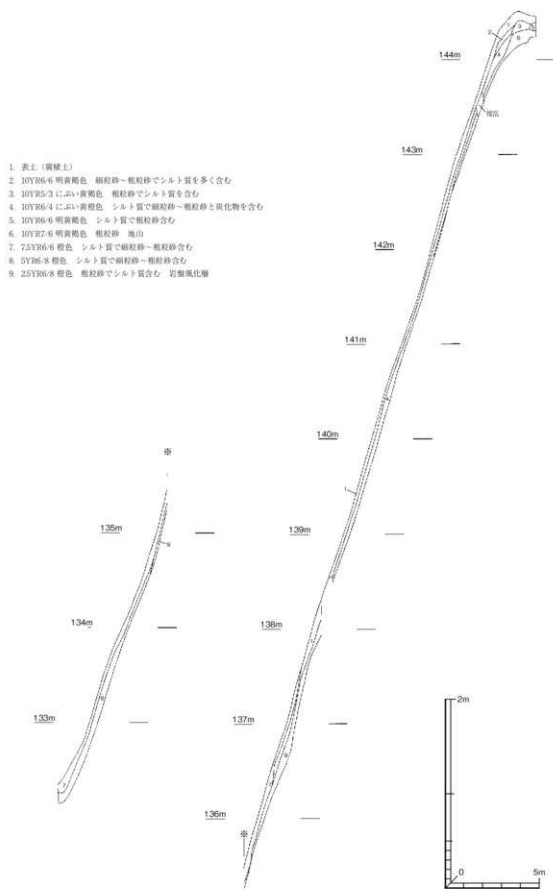 1. 表土（腐植土）
2. 10YR6/6 明黄褐色　細粒砂～粗粒砂でシルト質を多く含む
3. 10YR5/3 にぶい黄褐色　粗粒砂でシルト質を含む
4. 10YR6/4 にぶい黄橙色　シルト質で細粒砂～粗粒砂と炭化物を含む
5. 10YR6/6 明黄褐色　シルト質で粗粒砂含む
6. 10YR7/6 明黄褐色　粗粒砂　地山
7. 7.5YR6/6 橙色　シルト質で細粒砂～粗粒砂含む
8. 5YR6/8 橙色　シルト質で細粒砂～粗粒砂含む
9. 2.5YR6/8 橙色　粗粒砂でシルト質含む　岩盤風化層
1
2
3
4
6
144m
撹乱
143m
142m
141m
140m
139m
138m
137m
136m
※
※
135m
9
134m
133m
7
2m
0
5m